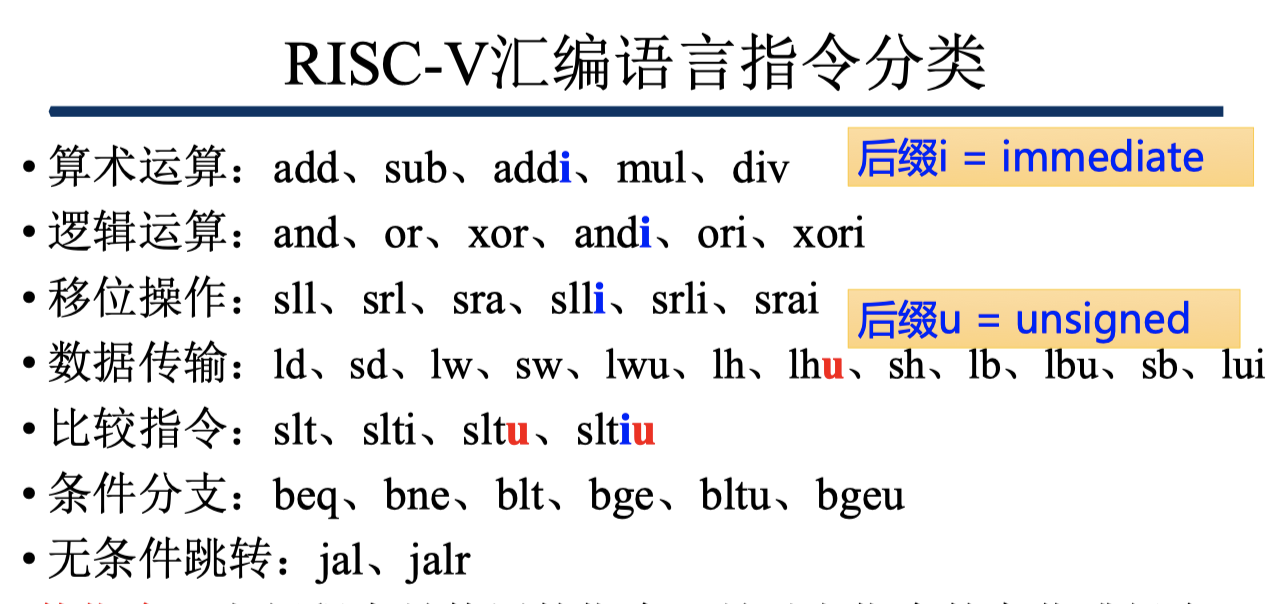 RISC-V汇编语言指令分类
• 算术运算：add、sub、addi、mul、div
后缀i = immediate
• 逻辑运算：and、or、xor、andi、ori、xori
• 移位操作：sll、srl、sra、slli、srli、srai
后缀u = unsigned
• 数据传输：ld、sd、lw、sw、lwu、lh、lhu、sh、lb、lbu、sb、lui
• 比较指令：slt、slti、sltu、sltiu
• 条件分支：beq、bne、blt、bge、bltu、bgeu
• 无条件跳转：jal、jalr